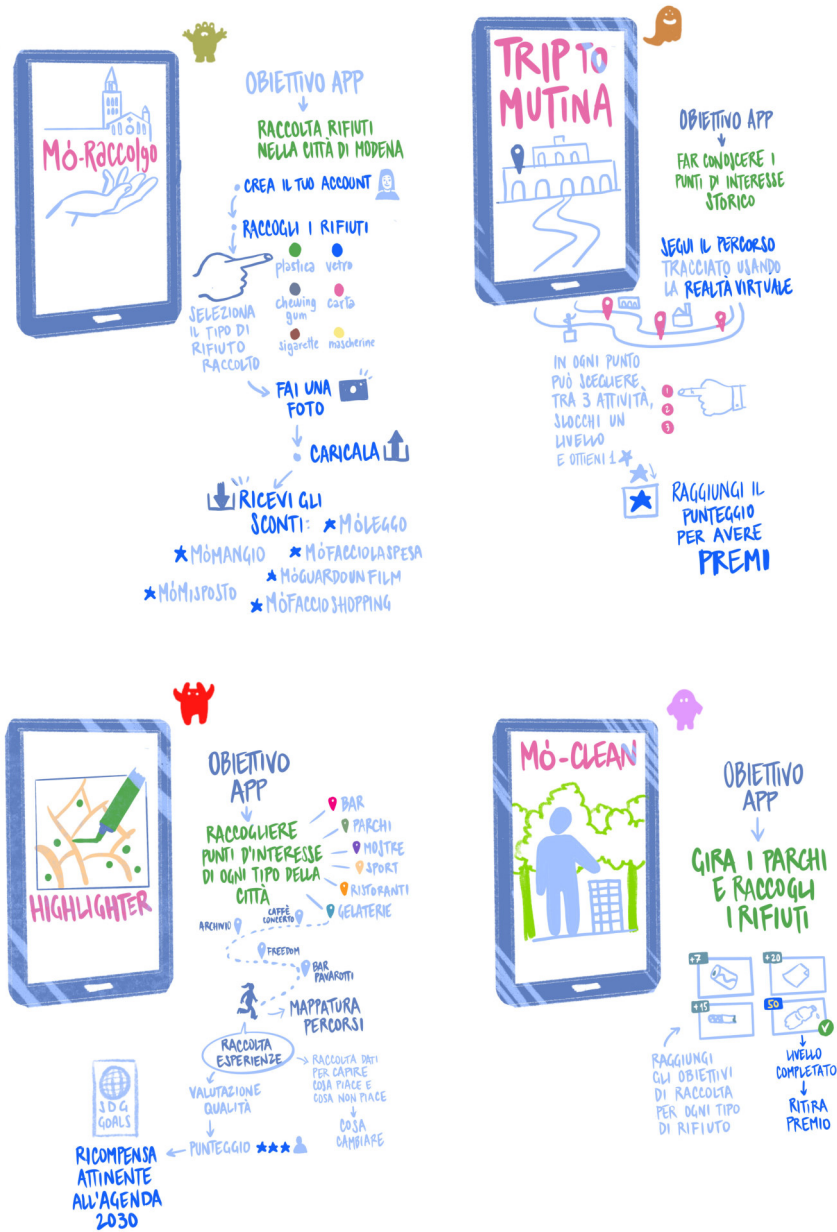 Mó-Raccolgo
OBIETTIVO APP
RACCOLTA RIFIUTI
NELLA CITTÀ DI MODENA
CREA IL TUO ACCOUNT
RACCOGLI I RIFIUTI
plastica
vetro
chewing
gum
carta
sigarette
mascherine
SELEZIONA
IL TIPO DI
RIFIUTO
RACCOLTO
FAI UNA
FOTO
CARICALA
RICEVI GLI
SCONTI:
MÓLEGGO
MÓMANGIO
MÓFACCIOLASPESA
MÓGUARDOUNFILM
MÓMISPOSTO
MÓFACCIOSHOPPING
TRIP TO
MUTINA
OBIETTIVO APP
FAR CONOSCERE I
PUNTI DI INTERESSE
STORICO
SEGUI IL PERCORSO
TRACCIATO USANDO
LA REALTÀ VIRTUALE
IN OGNI PUNTO
PUÒ SCEGLIERE
TRA 3 ATTIVITÀ,
SLOCCHI UN
LIVELLO
E OTTIENI 1
1
2
3
RAGGIUNGI IL
PUNTEGGIO
PER AVERE
PREMI
HIGHLIGHTER
OBIETTIVO
APP
RACCOGLIERE
PUNTI D'INTERESSE
DI OGNI TIPO DELLA
CITTÀ
BAR
PARCHI
MOSTRE
SPORT
RISTORANTI
GELATERIE
ARCHIVIO
CAFFÈ
CONCERTO
FREEDOM
BAR
PAVAROTTI
MAPPATURA
PERCORSI
RACCOLTA
ESPERIENZE
RACCOLTA DATI
PER CAPIRE
COSA PIACE E
COSA NON PIACE
COSA
CAMBIARE
VALUTAZIONE
QUALITÀ
PUNTEGGIO
SDG
GOALS
RICOMPENSA
ATTINENTE
ALL'AGENDA
2030
MÓ-CLEAN
OBIETTIVO
APP
GIRA I PARCHI
E RACCOGLI
I RIFIUTI
+7
+20
+15
50
RAGGIUNGI
GLI OBIETTIVI
DI RACCOLTA
PER OGNI TIPO
DI RIFIUTO
LIVELLO
COMPLETATO
RITIRA
PREMIO